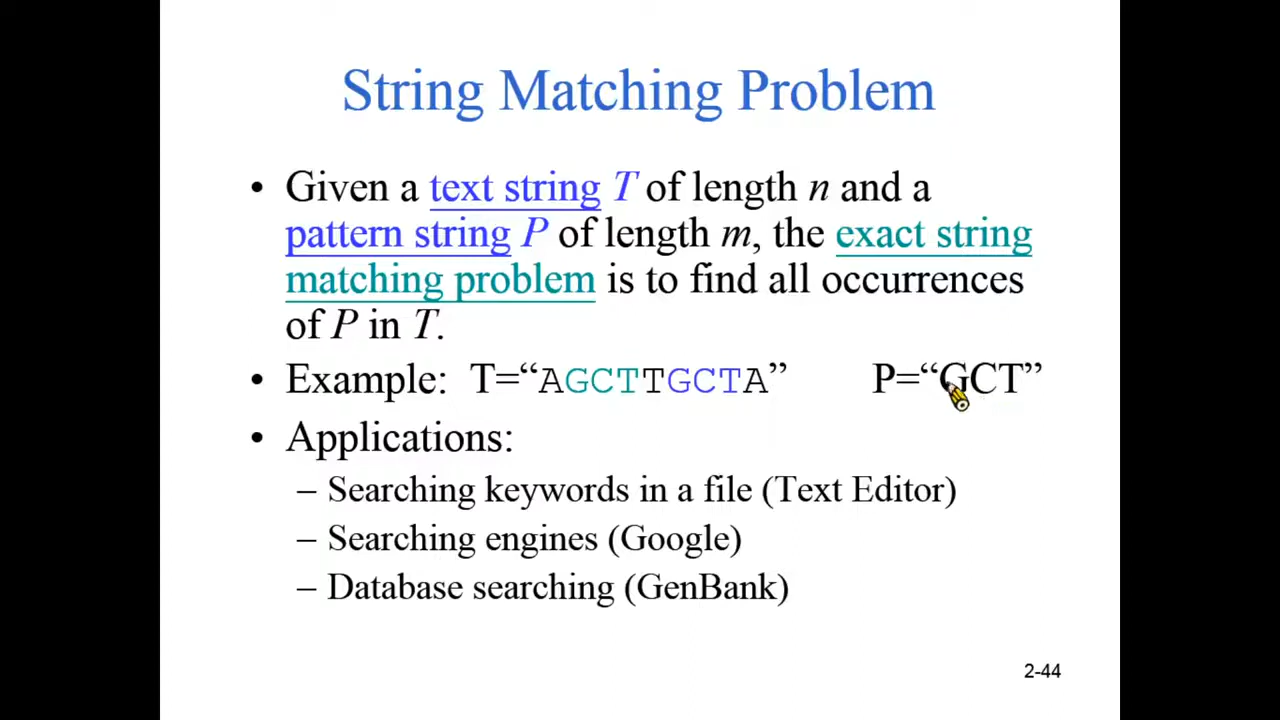 String Matching Problem
• Given a text string T of length n and a
pattern string P of length m, the exact string
matching problem is to find all occurrences
of P in T.
• Example: T=“AGCTTGCTA” P=“GCT”
• Applications:
– Searching keywords in a file (Text Editor)
– Searching engines (Google)
– Database searching (GenBank)
2-44